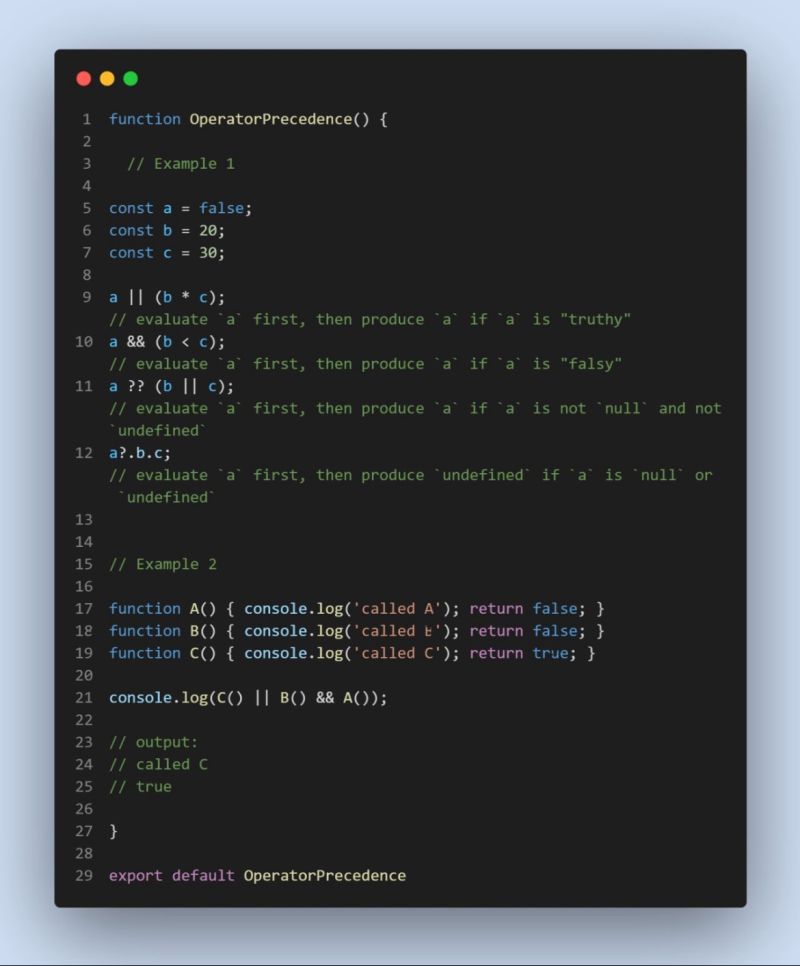 1 function OperatorPrecedence() {
2
3 // Example 1
4
5 const a = false;
6 const b = 20;
7 const c = 30;
8
9 a || (b * c);
// evaluate `a` first, then produce `a` if `a` is "truthy"
10 a && (b < c);
// evaluate `a` first, then produce `a` if `a` is "falsy"
11 a ?? (b || c);
// evaluate `a` first, then produce `a` if `a` is not `null` and not
`undefined`
12 a?.b.c;
// evaluate `a` first, then produce `undefined` if `a` is `null` or
`undefined`
13
14
15 // Example 2
16
17 function A() { console.log('called A'); return false; }
18 function B() { console.log('called '); return false; }
19 function C() { console.log('called C'); return true; }
20
21 console.log(C() || B() && A());
22
23 // output:
24 // called C
25 // true
26
27 }
28
29 export default OperatorPrecedence